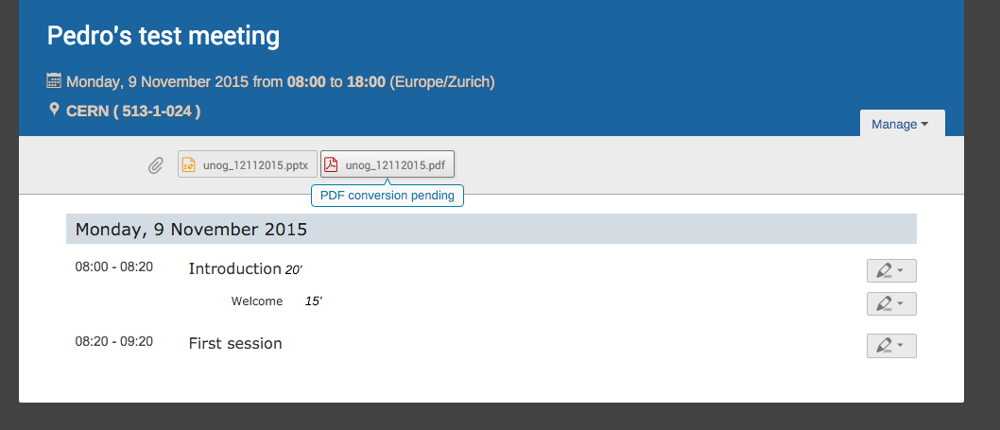 Pedro's test meeting
Monday, 9 November 2015 from 08:00 to 18:00 (Europe/Zurich)
CERN ( 513-1-024 )
Manage
unog_12112015.pptx unog_12112015.pdf
PDF conversion pending
Monday, 9 November 2015
08:00 - 08:20 Introduction 20'
Welcome 15'
08:20 - 09:20 First session